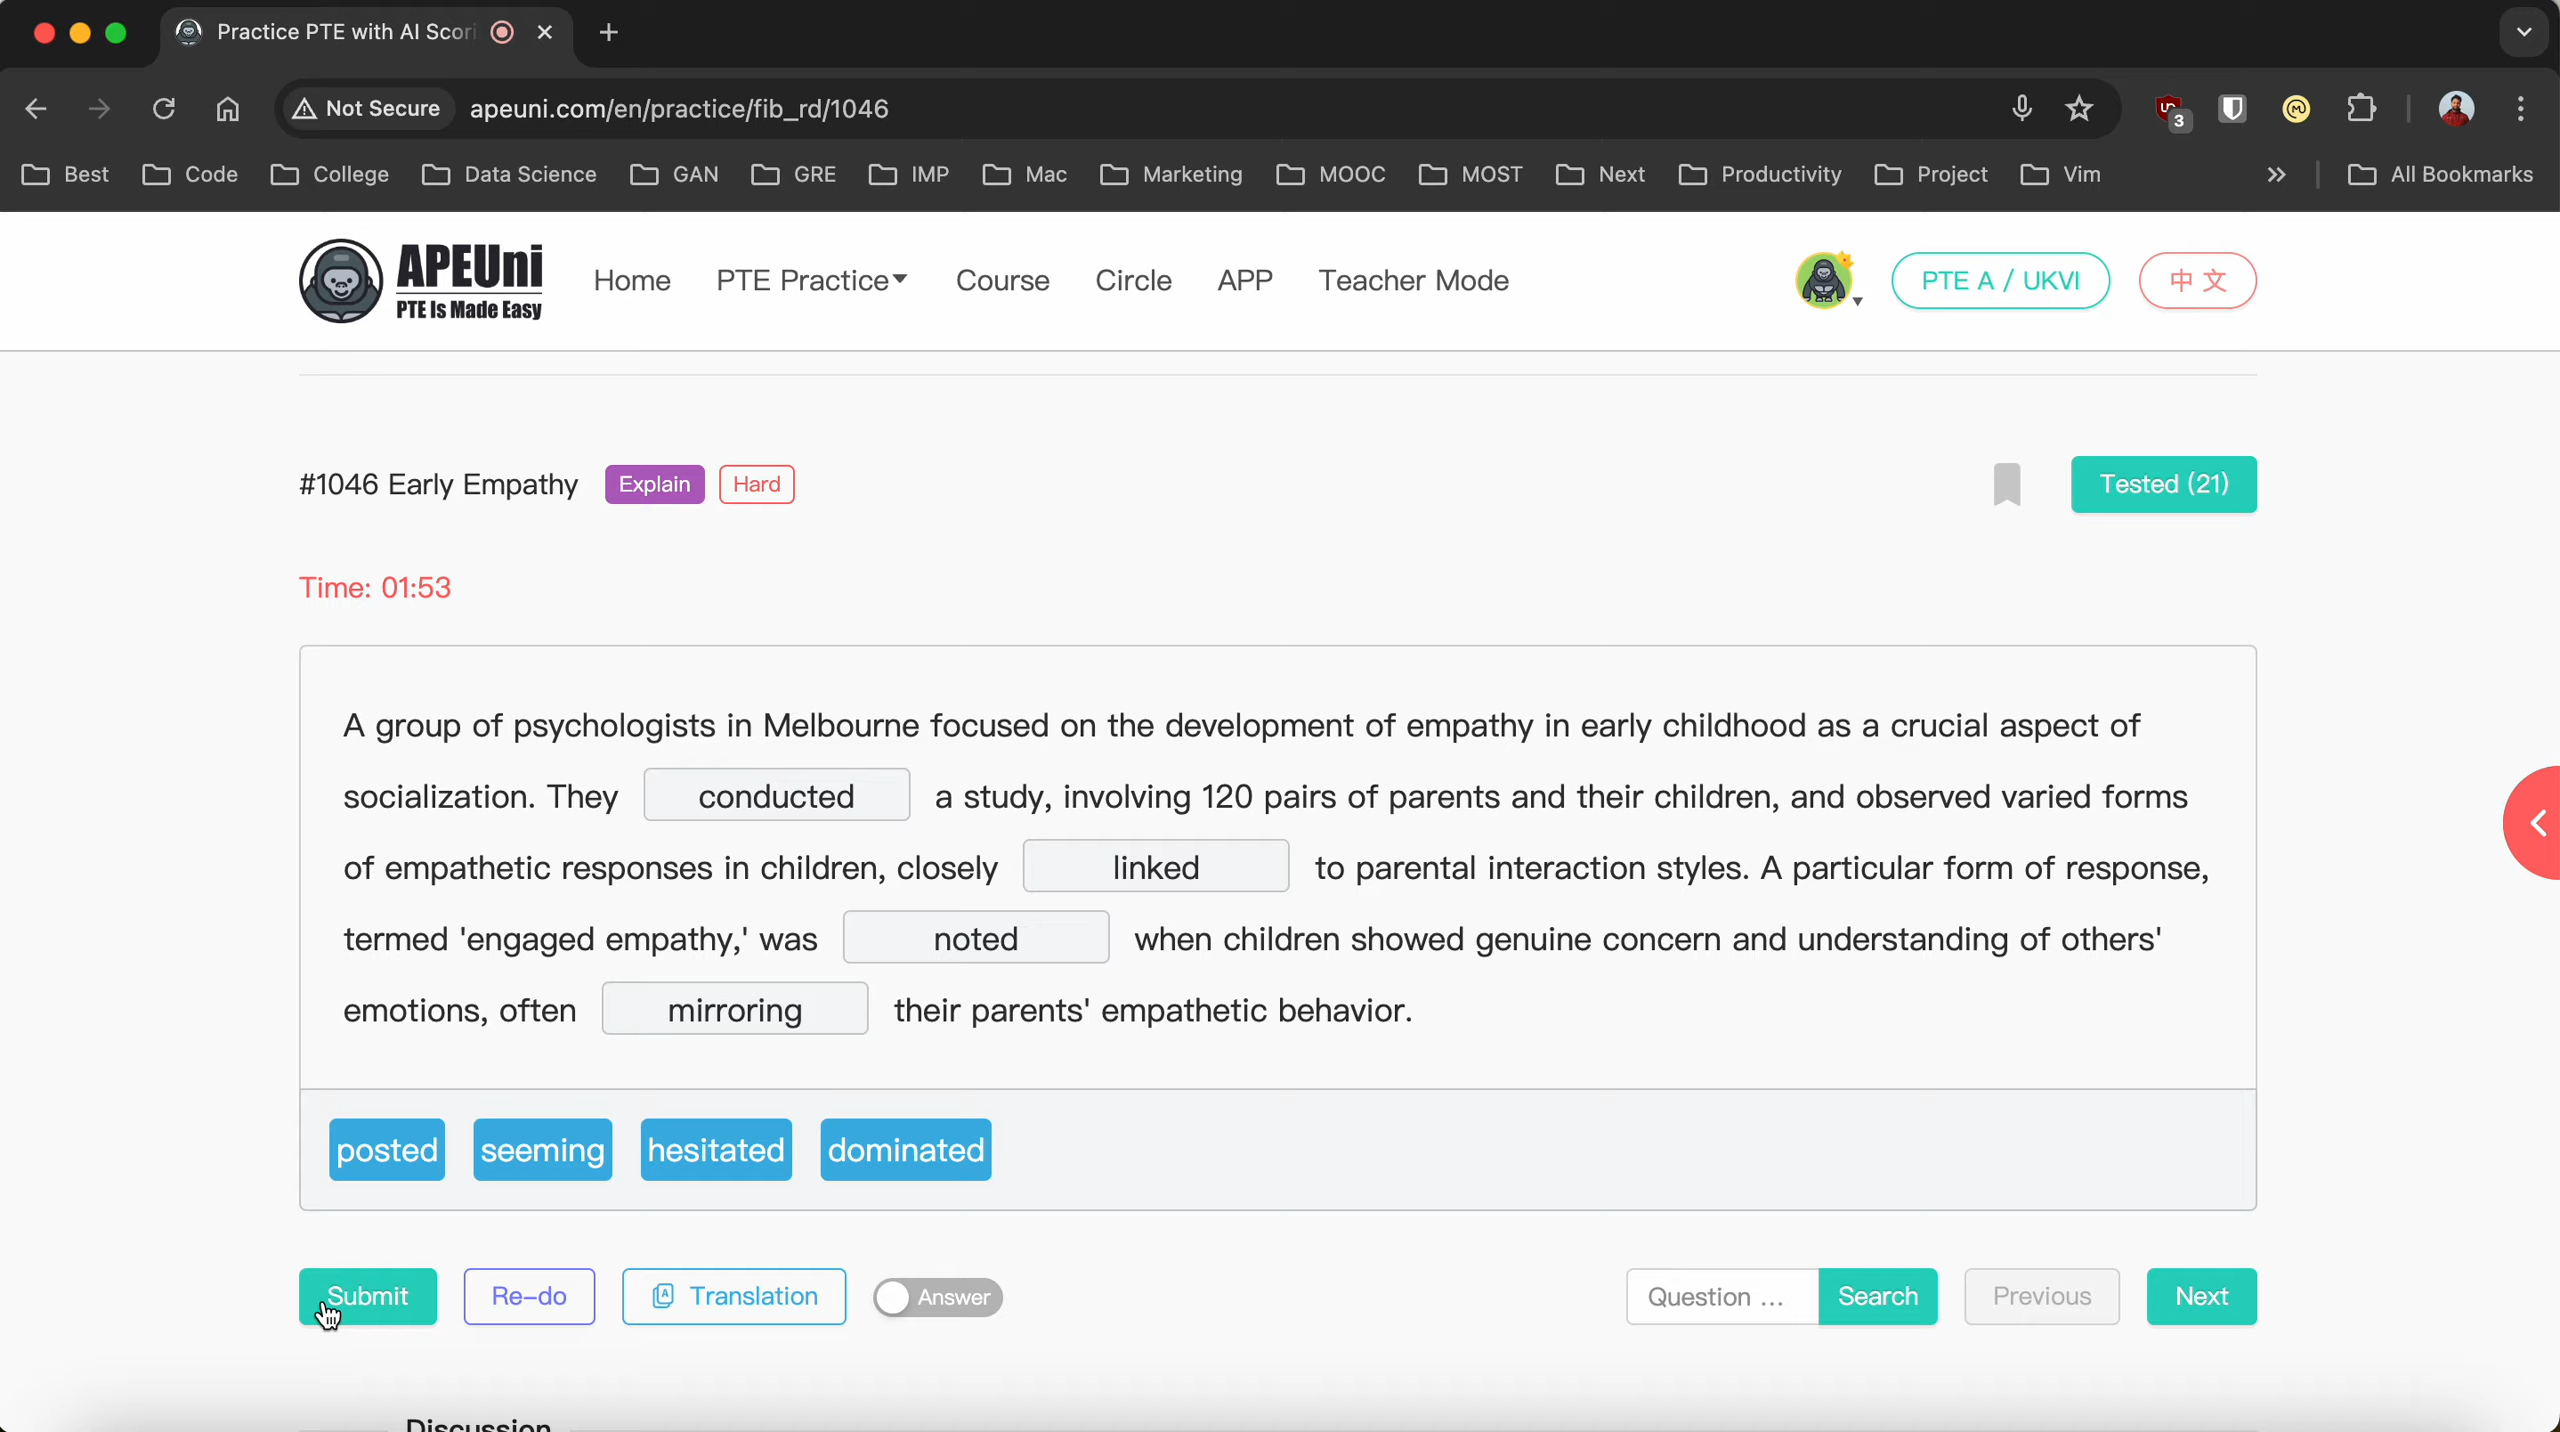 Practice PTE with AI Scori
Not Secure
apeuni.com/en/practice/fib_rd/1046
3
Best
Code
College
Data Science
GAN
GRE
IMP
Mac
Marketing
MOOC
MOST
Next
Productivity
Project
Vim
All Bookmarks
APEUni
PTE Is Made Easy
Home
PTE Practice
Course
Circle
APP
Teacher Mode
PTE A / UKVI
中文
#1046 Early Empathy
Explain
Hard
Tested (21)
Time: 01:53
A group of psychologists in Melbourne focused on the development of empathy in early childhood as a crucial aspect of
socialization. They conducted a study, involving 120 pairs of parents and their children, and observed varied forms
of empathetic responses in children, closely linked to parental interaction styles. A particular form of response,
termed 'engaged empathy,' was noted when children showed genuine concern and understanding of others'
emotions, often mirroring their parents' empathetic behavior.
posted
seeming
hesitated
dominated
Submit
Re-do
Translation
Answer
Question ...
Search
Previous
Next
Discussion